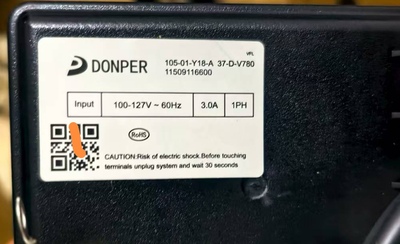 VFL
DONPER
105-01-Y18-A 37-D-V780
11509116600
Input 100-127V ~ 60Hz 3.0A 1PH
RoHS
CAUTION:Risk of electric shock.Before touching
terminals unplug system and wait 30 seconds